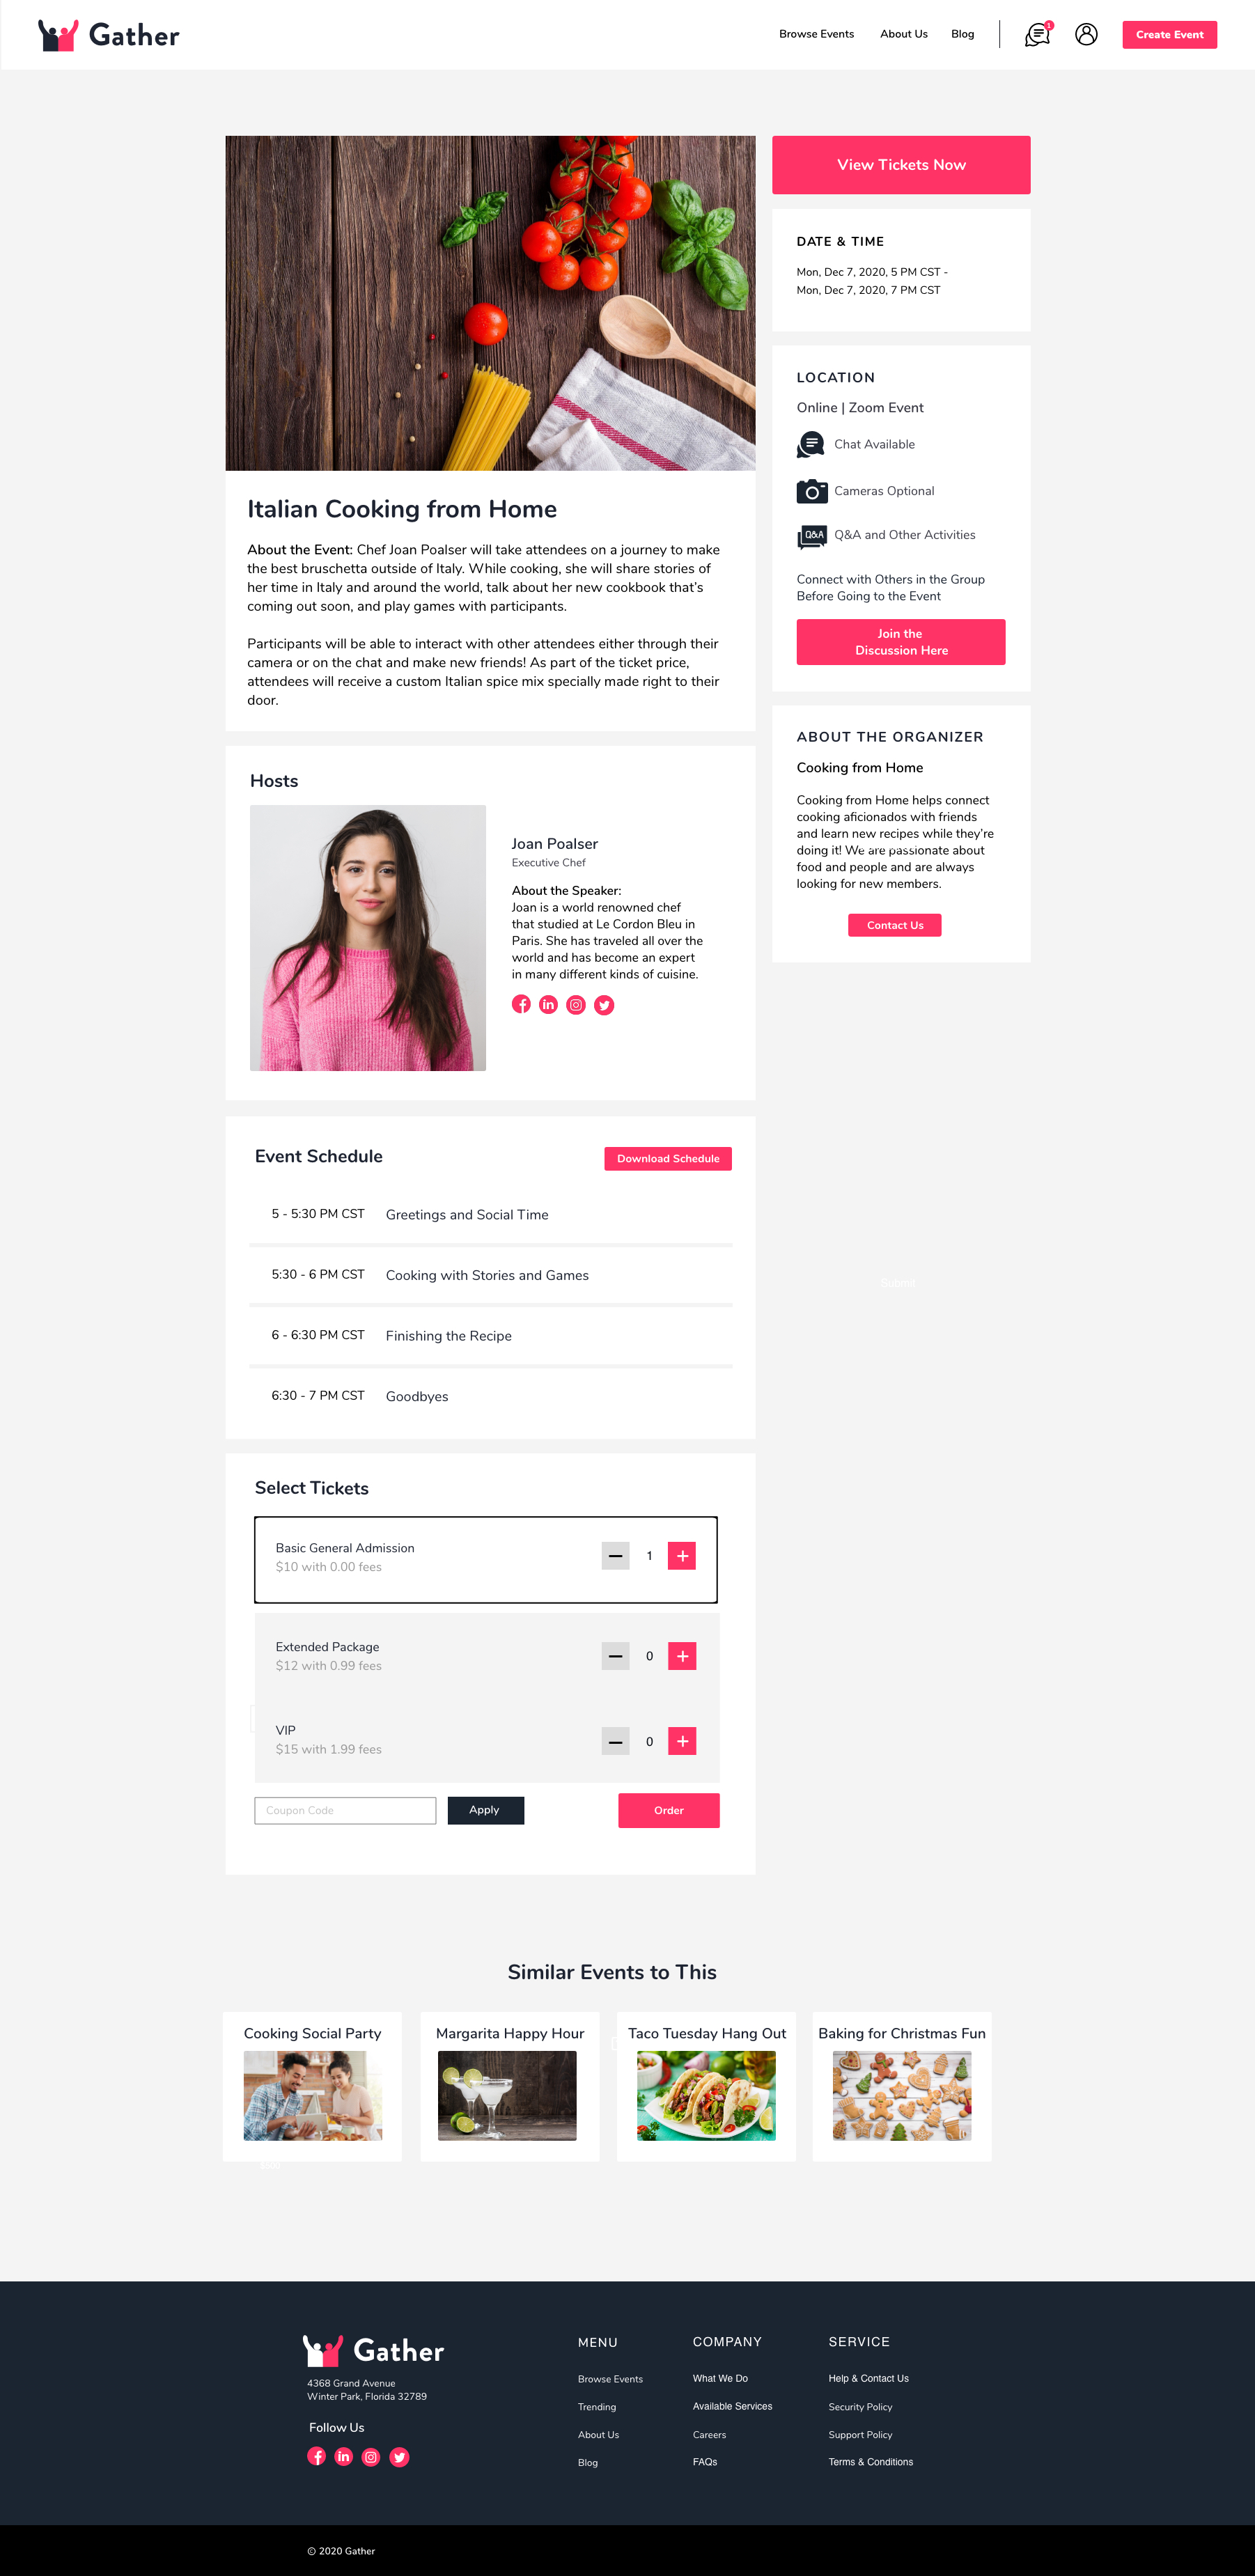 Gather
Browse Events
About Us
Blog
1
Create Event
View Tickets Now
DATE & TIME
Mon, Dec 7, 2020, 5 PM CST -
Mon, Dec 7, 2020, 7 PM CST
LOCATION
Online | Zoom Event
Chat Available
Cameras Optional
Q&A
Q&A and Other Activities
Connect with Others in the Group
Before Going to the Event
Join the
Discussion Here
ABOUT THE ORGANIZER
Cooking from Home
Cooking from Home helps connect
cooking aficionados with friends
and learn new recipes while they're
doing it! We are passionate about
food and people and are always
looking for new members.
Contact Us
Italian Cooking from Home
About the Event: Chef Joan Poalser will take attendees on a journey to make
the best bruschetta outside of Italy. While cooking, she will share stories of
her time in Italy and around the world, talk about her new cookbook that's
coming out soon, and play games with participants.
Participants will be able to interact with other attendees either through their
camera or on the chat and make new friends! As part of the ticket price,
attendees will receive a custom Italian spice mix specially made right to their
door.
Hosts
Joan Poalser
Executive Chef
About the Speaker:
Joan is a world renowned chef
that studied at Le Cordon Bleu in
Paris. She has traveled all over the
world and has become an expert
in many different kinds of cuisine.
Event Schedule
Download Schedule
5 - 5:30 PM CST Greetings and Social Time
5:30 - 6 PM CST Cooking with Stories and Games
6 - 6:30 PM CST Finishing the Recipe
6:30 - 7 PM CST Goodbyes
Submit
Select Tickets
Basic General Admission
$10 with 0.00 fees
1
Extended Package
$12 with 0.99 fees
0
VIP
$15 with 1.99 fees
0
Coupon Code
Apply
Order
Similar Events to This
Cooking Social Party
Margarita Happy Hour
Taco Tuesday Hang Out
Baking for Christmas Fun
Gather
4368 Grand Avenue
Winter Park, Florida 32789
Follow Us
MENU
Browse Events
Trending
About Us
Blog
COMPANY
What We Do
Available Services
Careers
FAQs
SERVICE
Help & Contact Us
Security Policy
Support Policy
Terms & Conditions
© 2020 Gather